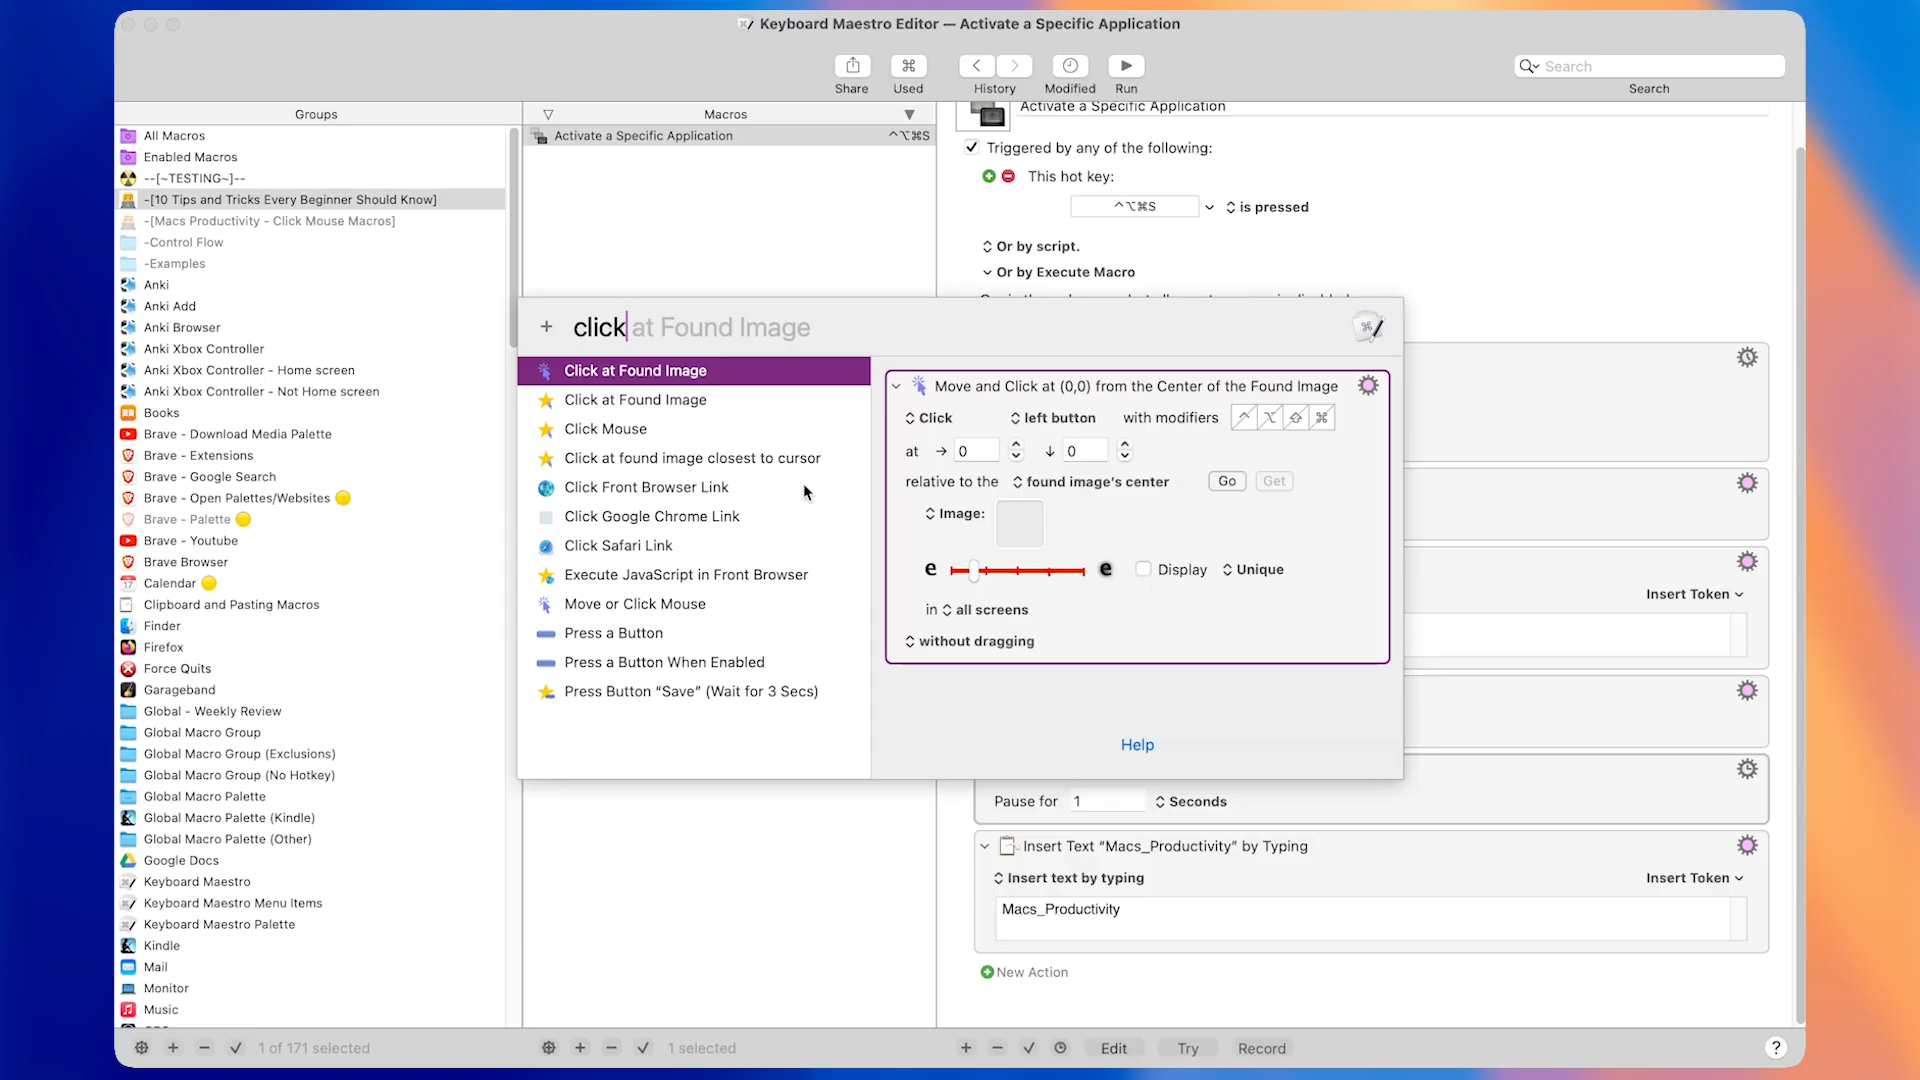 Keyboard Maestro Editor — Activate a Specific Application
Share
Used
History
Modified
Run
Search
Search
Groups
All Macros
Enabled Macros
--[~TESTING~]--
-[10 Tips and Tricks Every Beginner Should Know]
-[Macs Productivity - Click Mouse Macros]
-Control Flow
-Examples
Anki
Anki Add
Anki Browser
Anki Xbox Controller
Anki Xbox Controller - Home screen
Anki Xbox Controller - Not Home screen
Books
Brave - Download Media Palette
Brave - Extensions
Brave - Google Search
Brave - Open Palettes/Websites
Brave - Palette
Brave - Youtube
Brave Browser
Calendar
Clipboard and Pasting Macros
Finder
Firefox
Force Quits
Garageband
Global - Weekly Review
Global Macro Group
Global Macro Group (Exclusions)
Global Macro Group (No Hotkey)
Global Macro Palette
Global Macro Palette (Kindle)
Global Macro Palette (Other)
Google Docs
Keyboard Maestro
Keyboard Maestro Menu Items
Keyboard Maestro Palette
Kindle
Mail
Monitor
Music
1 of 171 selected
Macros
Activate a Specific Application ⌃⌥⌘S
1 selected
Activate a Specific Application
Triggered by any of the following:
This hot key:
⌃⌥⌘S is pressed
Or by script.
Or by Execute Macro
click at Found Image
Click at Found Image
Click at Found Image
Click Mouse
Click at found image closest to cursor
Click Front Browser Link
Click Google Chrome Link
Click Safari Link
Execute JavaScript in Front Browser
Move or Click Mouse
Press a Button
Press a Button When Enabled
Press Button “Save” (Wait for 3 Secs)
Move and Click at (0,0) from the Center of the Found Image
Click left button with modifiers ⌃ ⌥ ⇧ ⌘
at → 0 ↓ 0
relative to the found image's center Go Get
Image:
e e Display Unique
in all screens
without dragging
Help
Insert Token
Pause for 1 Seconds
Insert Text “Macs_Productivity” by Typing
Insert text by typing Insert Token
Macs_Productivity
New Action
Edit Try Record ?